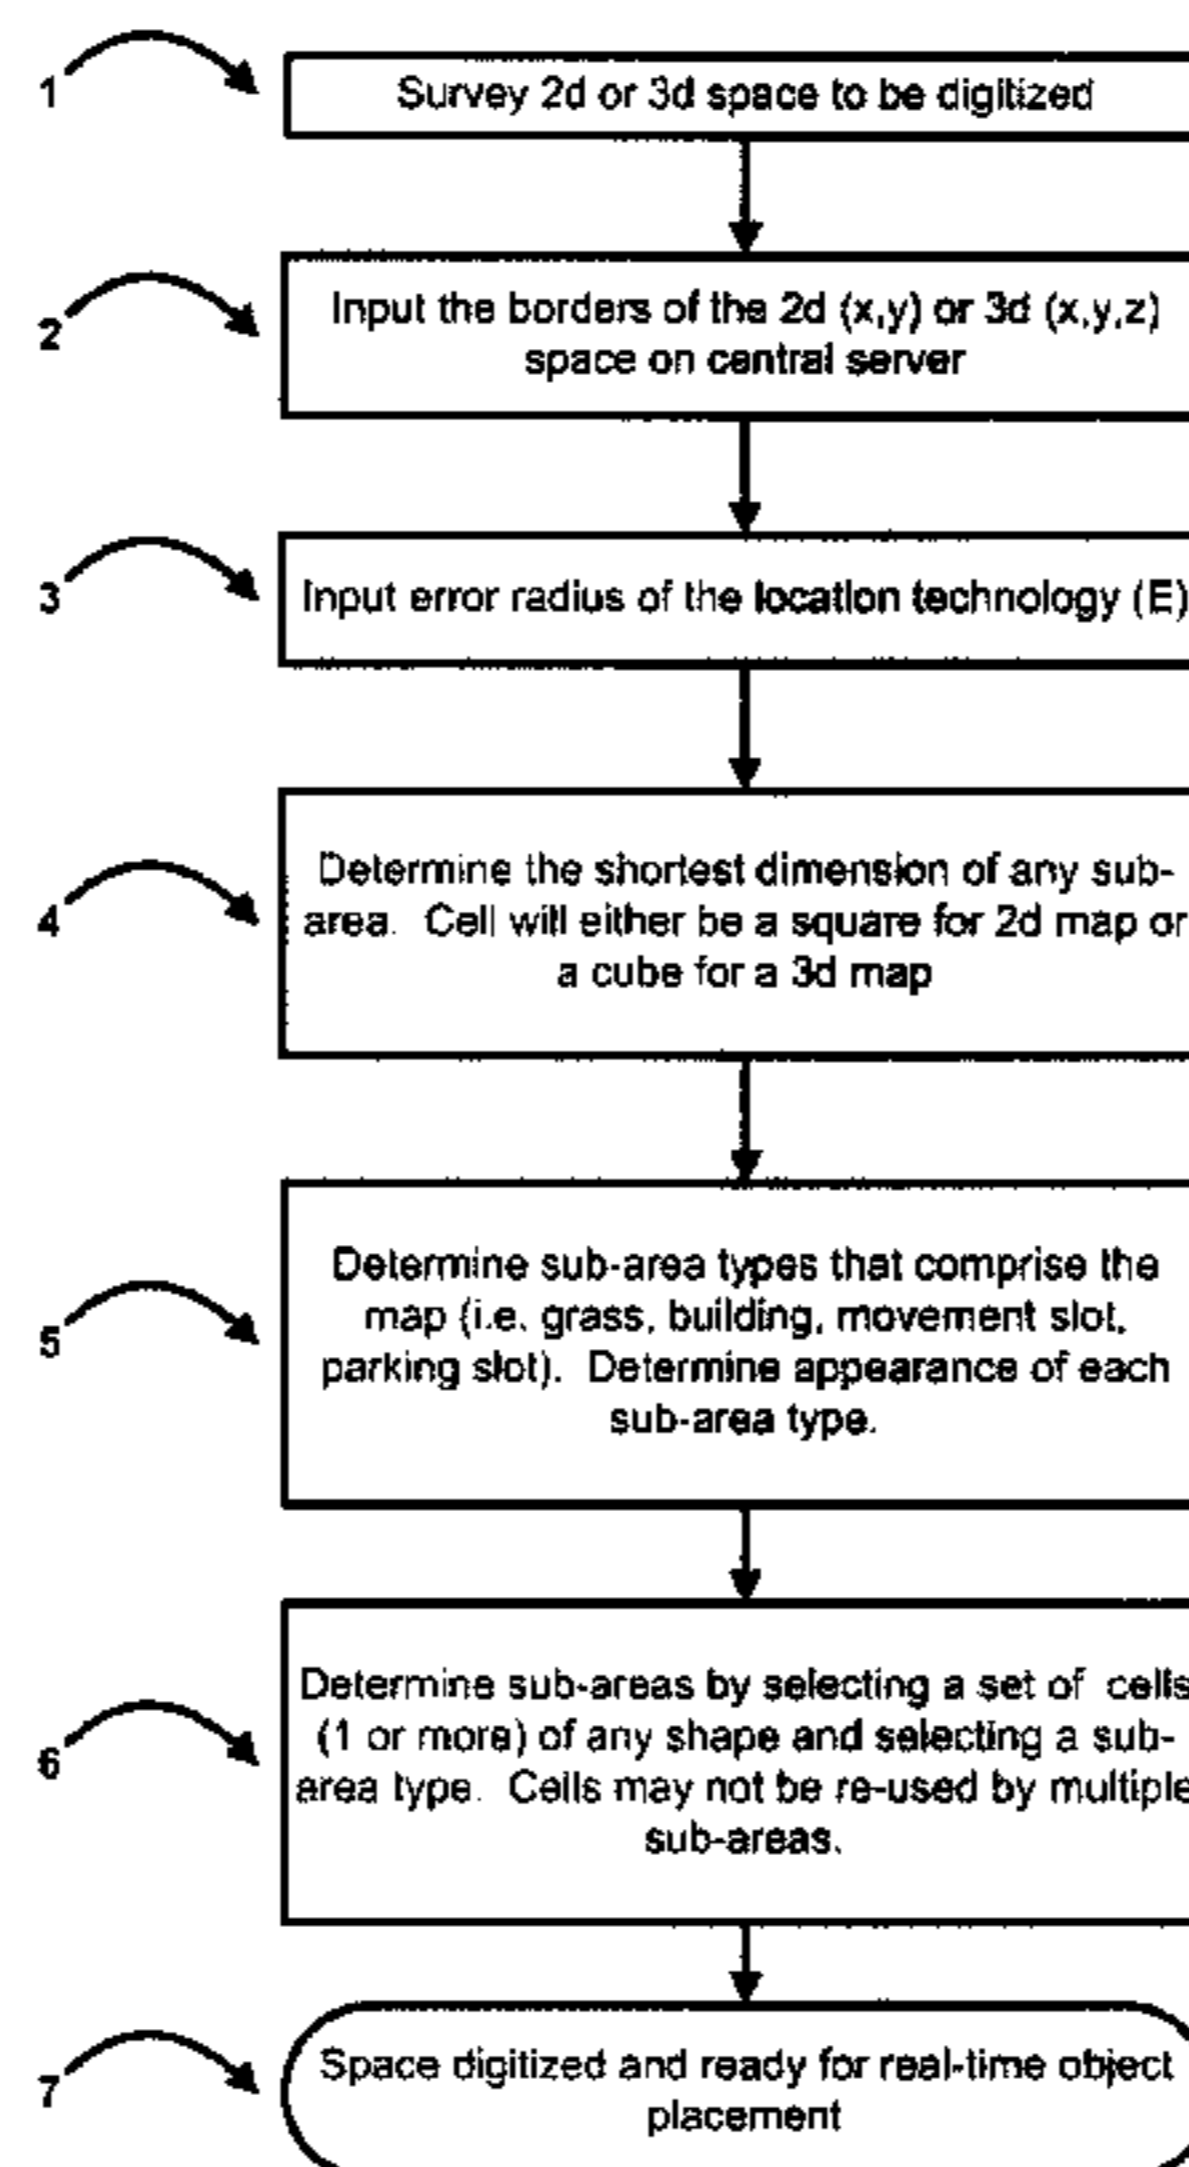 1
Survey 2d or 3d space to be digitized
2
Input the borders of the 2d (x,y) or 3d (x,y,z)
space on central server
3
Input error radius of the location technology (E)
4
Determine the shortest dimension of any sub-
area. Cell will either be a square for 2d map or
a cube for a 3d map
5
Determine sub-area types that comprise the
map (i.e. grass, building, movement slot,
parking slot). Determine appearance of each
sub-area type.
6
Determine sub-areas by selecting a set of cells
(1 or more) of any shape and selecting a sub-
area type. Cells may not be re-used by multiple
sub-areas.
7
Space digitized and ready for real-time object
placement